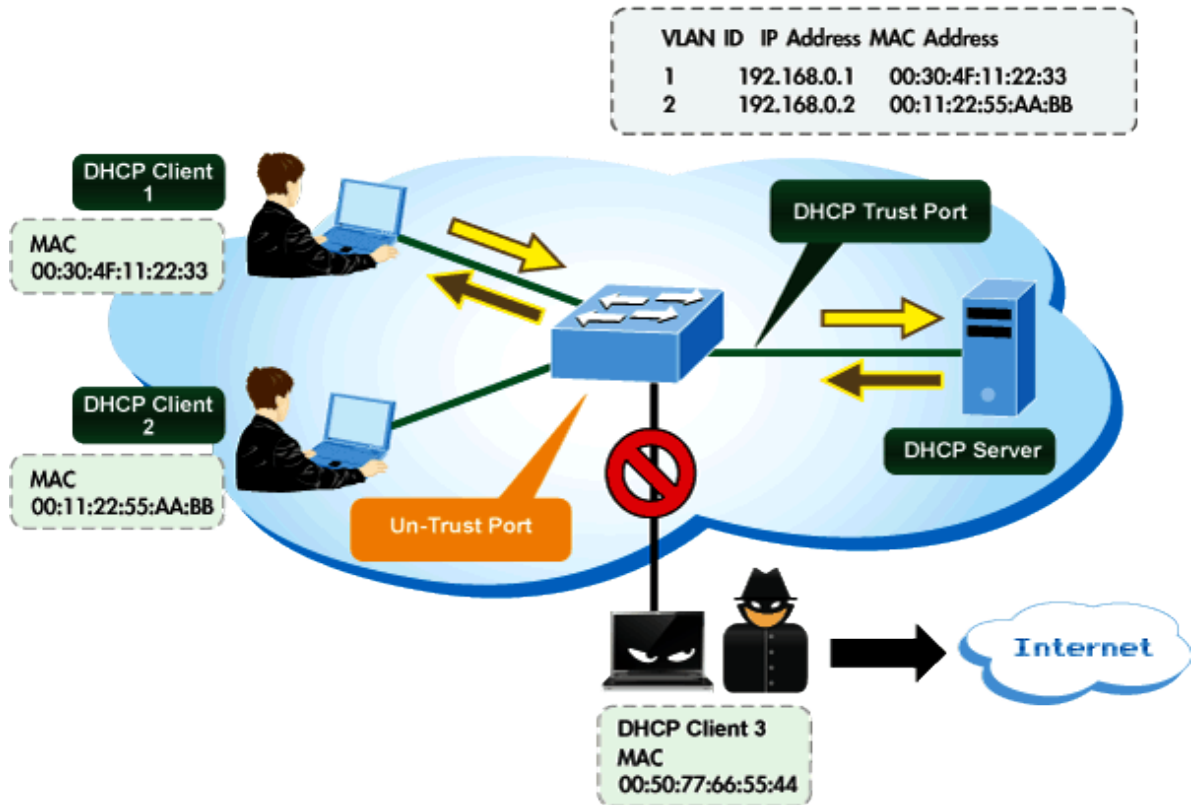 VLAN ID IP Address MAC Address
1 192.168.0.1 00:30:4F:11:22:33
2 192.168.0.2 00:11:22:55:AA:BB
DHCP Client
1
MAC
00:30:4F:11:22:33
DHCP Trust Port
DHCP Client
2
MAC
00:11:22:55:AA:BB
DHCP Server
Un-Trust Port
Internet
DHCP Client 3
MAC
00:50:77:66:55:44